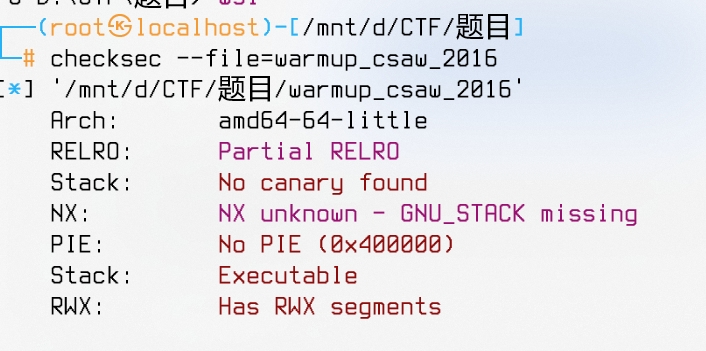 ┌──(root㉿localhost)-[/mnt/d/CTF/题目]
└─# checksec --file=warmup_csaw_2016
[*] '/mnt/d/CTF/题目/warmup_csaw_2016'
Arch: amd64-64-little
RELRO: Partial RELRO
Stack: No canary found
NX: NX unknown - GNU_STACK missing
PIE: No PIE (0x400000)
Stack: Executable
RWX: Has RWX segments